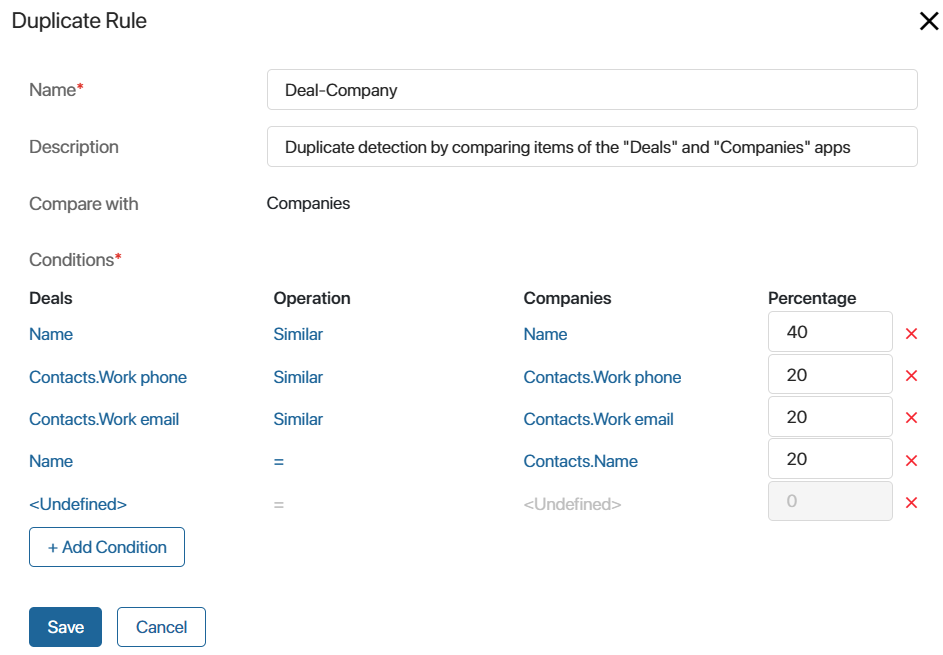 Duplicate Rule
Name*
Deal-Company
Description
Duplicate detection by comparing items of the "Deals" and "Companies" apps
Compare with
Companies
Conditions*
Deals Operation Companies Percentage
Name Similar Name 40
Contacts.Work phone Similar Contacts.Work phone 20
Contacts.Work email Similar Contacts.Work email 20
Name = Contacts.Name 20
<Undefined> = <Undefined> 0
+ Add Condition
Save Cancel